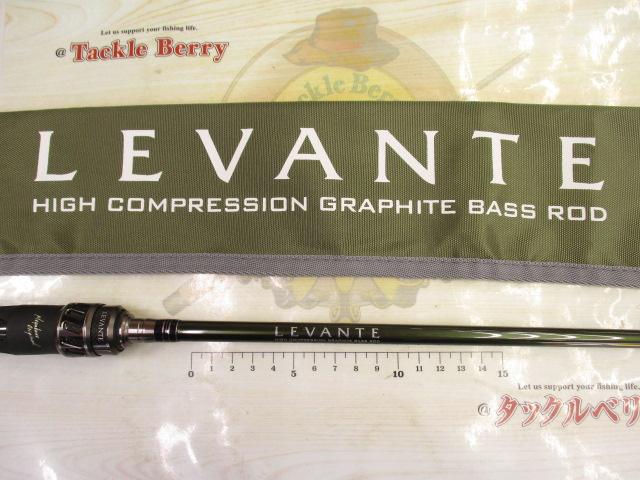 Let us support your fishing life.
@ Tackle Berry
Tackle Berry
LEVANTE
HIGH COMPRESSION GRAPHITE BASS ROD
LEVANTE
LEVANTE
HIGH COMPRESSION GRAPHITE BASS ROD
0 1 2 3 4 5 6 7 8 9 10 11 12 13 14 15
Let us support your fishing life.
@ タックルベリ